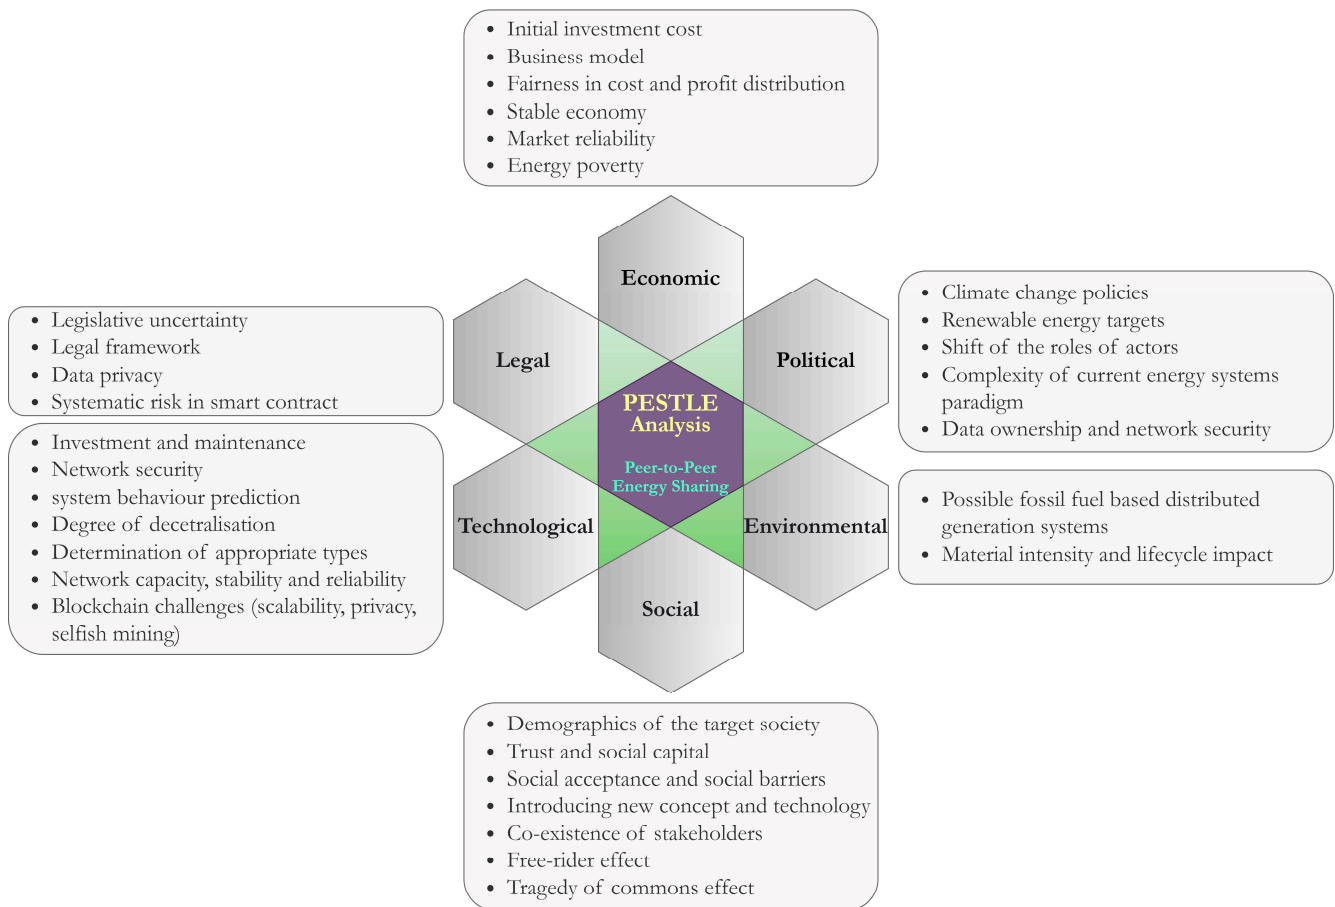 • Initial investment cost
• Business model
• Fairness in cost and profit distribution
• Stable economy
• Market reliability
• Energy poverty
Economic
Legal
Political
• Legislative uncertainty
• Legal framework
• Data privacy
• Systematic risk in smart contract
• Climate change policies
• Renewable energy targets
• Shift of the roles of actors
• Complexity of current energy systems
paradigm
• Data ownership and network security
PESTLE
Analysis
Peer-to-Peer
Energy Sharing
• Investment and maintenance
• Network security
• system behaviour prediction
• Degree of decetralisation
• Determination of appropriate types
• Network capacity, stability and reliability
• Blockchain challenges (scalability, privacy,
selfish mining)
Technological
Environmental
• Possible fossil fuel based distributed
generation systems
• Material intensity and lifecycle impact
Social
• Demographics of the target society
• Trust and social capital
• Social acceptance and social barriers
• Introducing new concept and technology
• Co-existence of stakeholders
• Free-rider effect
• Tragedy of commons effect